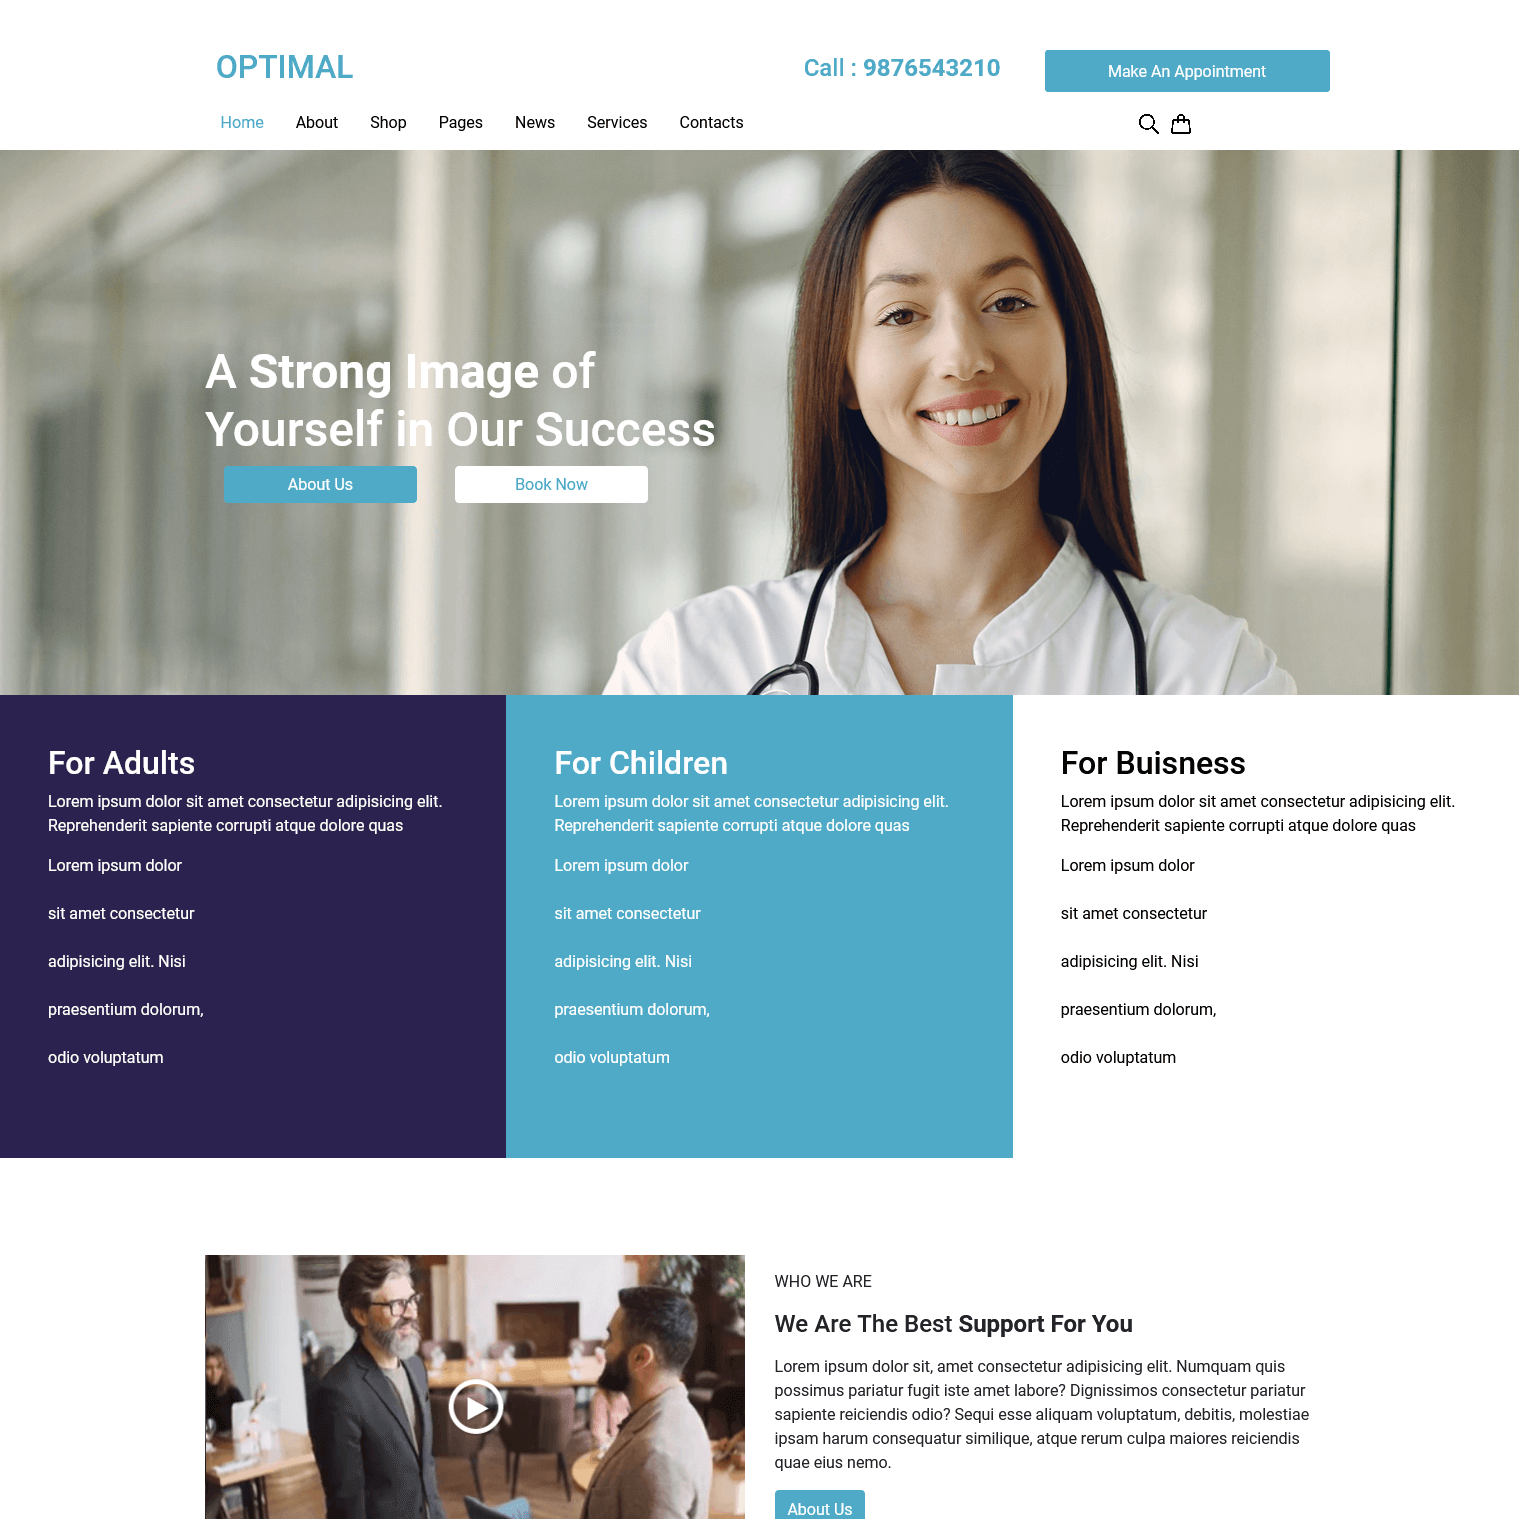 OPTIMAL
Call : 9876543210
Make An Appointment
Home About Shop Pages News Services Contacts
A Strong Image of
Yourself in Our Success
About Us
Book Now
For Adults
Lorem ipsum dolor sit amet consectetur adipisicing elit.
Reprehenderit sapiente corrupti atque dolore quas
Lorem ipsum dolor
sit amet consectetur
adipisicing elit. Nisi
praesentium dolorum,
odio voluptatum
For Children
Lorem ipsum dolor sit amet consectetur adipisicing elit.
Reprehenderit sapiente corrupti atque dolore quas
Lorem ipsum dolor
sit amet consectetur
adipisicing elit. Nisi
praesentium dolorum,
odio voluptatum
For Buisness
Lorem ipsum dolor sit amet consectetur adipisicing elit.
Reprehenderit sapiente corrupti atque dolore quas
Lorem ipsum dolor
sit amet consectetur
adipisicing elit. Nisi
praesentium dolorum,
odio voluptatum
WHO WE ARE
We Are The Best Support For You
Lorem ipsum dolor sit, amet consectetur adipisicing elit. Numquam quis
possimus pariatur fugit iste amet labore? Dignissimos consectetur pariatur
sapiente reiciendis odio? Sequi esse aliquam voluptatum, debitis, molestiae
ipsam harum consequatur similique, atque rerum culpa maiores reiciendis
quae eius nemo.
About Us